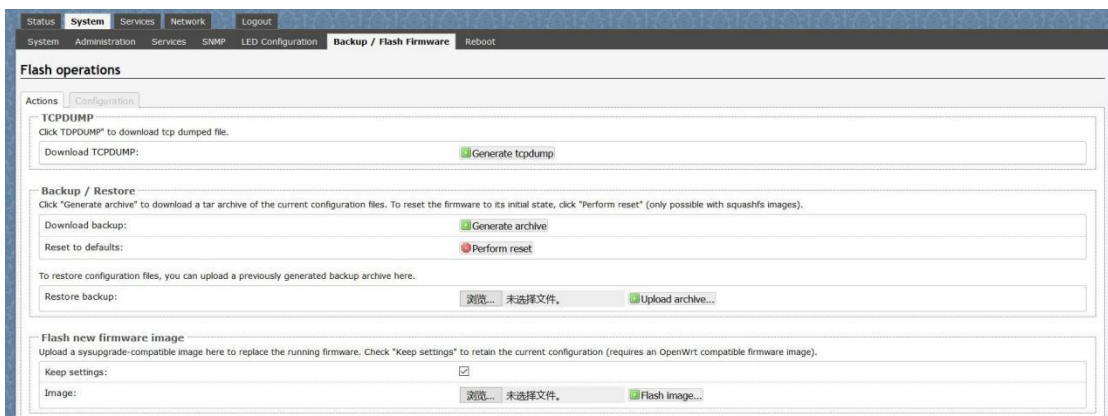 Status System Services Network Logout
System Administration Services SNMP LED Configuration Backup / Flash Firmware Reboot
Flash operations
Actions Configuration
TCPDUMP
Click TDPDUMP" to download tcp dumped file.
Download TCPDUMP: Generate tcpdump
Backup / Restore
Click "Generate archive" to download a tar archive of the current configuration files. To reset the firmware to its initial state, click "Perform reset" (only possible with squashfs images).
Download backup: Generate archive
Reset to defaults: Perform reset
To restore configuration files, you can upload a previously generated backup archive here.
Restore backup: 浏览... 未选择文件。 Upload archive...
Flash new firmware image
Upload a sysupgrade-compatible image here to replace the running firmware. Check "Keep settings" to retain the current configuration (requires an OpenWrt compatible firmware image).
Keep settings:
Image: 浏览... 未选择文件。 Flash image...